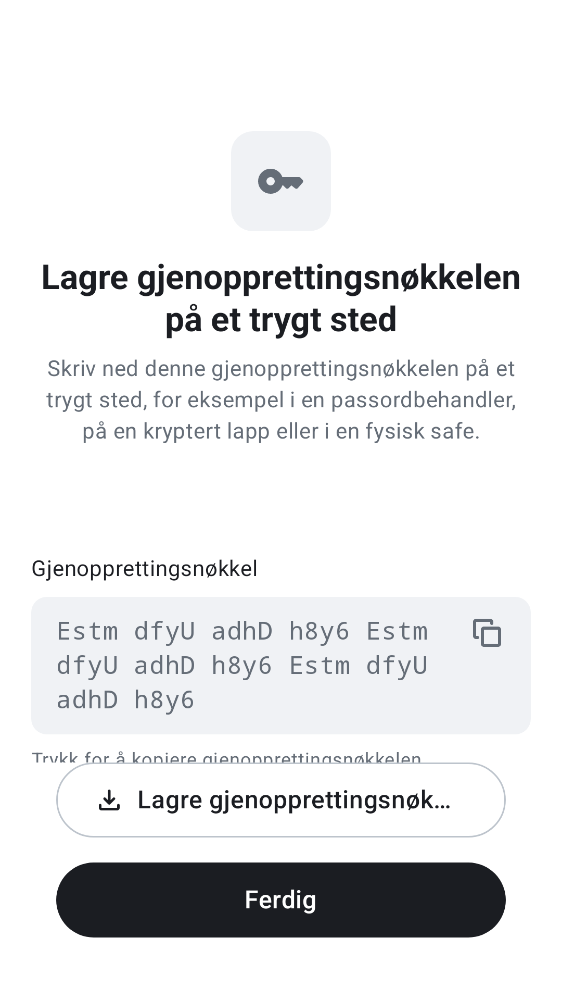 Lagre gjenopprettingsnøkkelen
på et trygt sted
Skriv ned denne gjenopprettingsnøkkelen på et
trygt sted, for eksempel i en passordbehandler,
på en kryptert lapp eller i en fysisk safe.
Gjenopprettingsnøkkel
Estm dfyU adhD h8y6 Estm
dfyU adhD h8y6 Estm dfyU
adhD h8y6
Trykk for å kopiere gjenopprettingsnøkkelen
Lagre gjenopprettingsnøk…
Ferdig